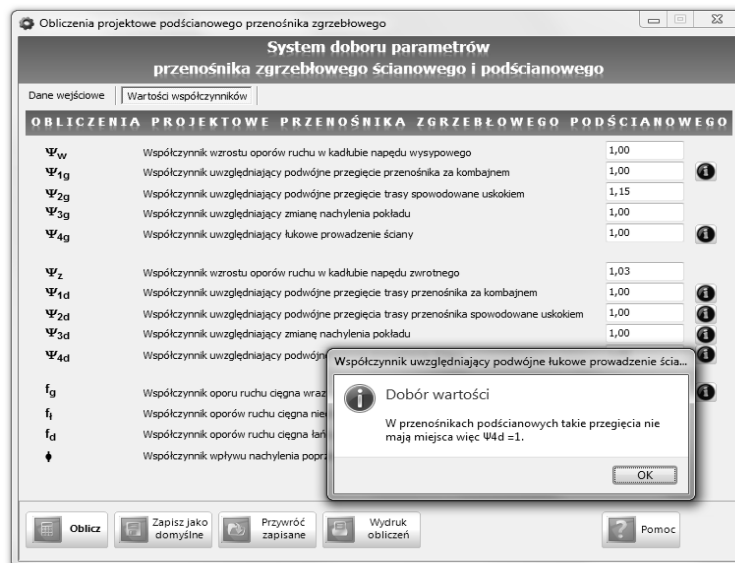 Obliczenia projektowe podścianowego przenośnika zgrzebłowego
System doboru parametrów
przenośnika zgrzebłowego ścianowego i podścianowego
Dane wejściowe Wartości współczynników
OBLICZENIA PROJEKTOWE PRZENOŚNIKA ZGRZEBŁOWEGO PODŚCIANOWEGO
Ψw Współczynnik wzrostu oporów ruchu w kadłubie napędu wysypowego 1,00
Ψ1g Współczynnik uwzględniający podwójne przegięcie przenośnika za kombajnem 1,00
Ψ2g Współczynnik uwzględniający podwójne przegięcie trasy spowodowane uskokiem 1,15
Ψ3g Współczynnik uwzględniający zmianę nachylenia pokładu 1,00
Ψ4g Współczynnik uwzględniający łukowe prowadzenie ściany 1,00
Ψz Współczynnik wzrostu oporów ruchu w kadłubie napędu zwrotnego 1,03
Ψ1d Współczynnik uwzględniający podwójne przegięcie trasy przenośnika za kombajnem 1,00
Ψ2d Współczynnik uwzględniający podwójne przegięcia trasy przenośnika spowodowane uskokiem 1,00
Ψ3d Współczynnik uwzględniający zmianę nachylenia pokładu 1,00
Ψ4d Współczynnik uwzględniający podwójn
fg Współczynnik oporu ruchu cięgna wraz
fł Współczynnik oporów ruchu cięgna nie
fd Współczynnik oporów ruchu cięgna łań
ϕ Współczynnik wpływu nachylenia poprz
Współczynnik uwzględniający podwójne łukowe prowadzenie ścia...
Dobór wartości
W przenośnikach podścianowych takie przegięcia nie
mają miejsca więc Ψ4d =1.
OK
Oblicz
Zapisz jako
domyślne
Przywróć
zapisane
Wydruk
obliczeń
Pomoc